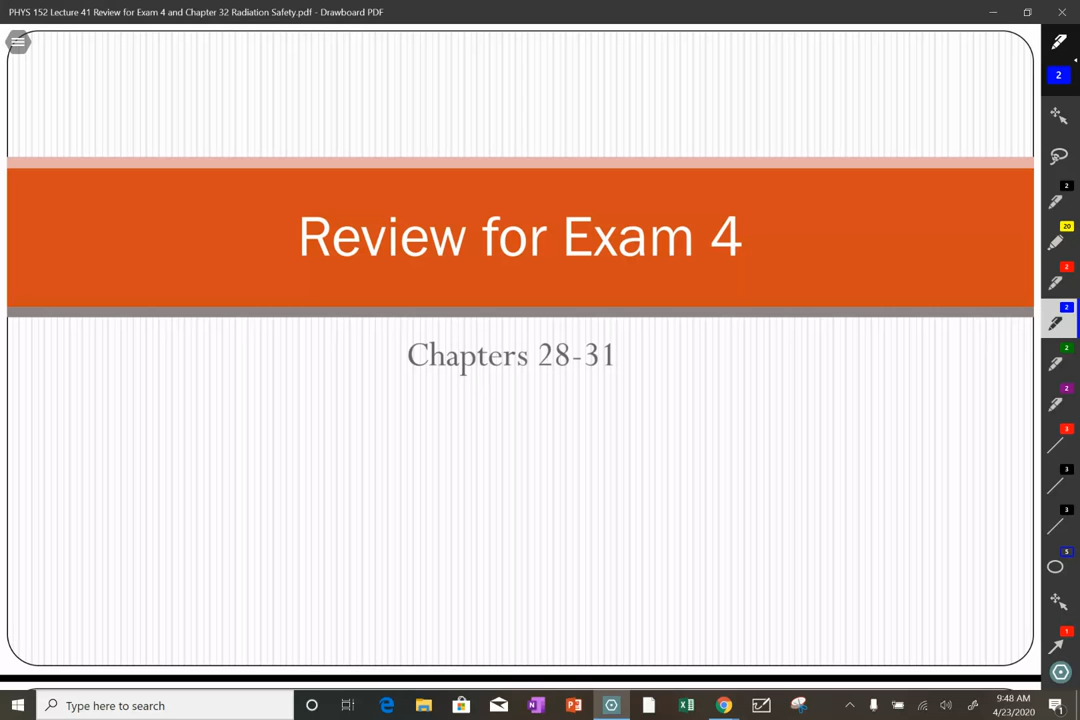 PHYS 152 Lecture 41 Review for Exam 4 and Chapter 32 Radiation Safety.pdf - Drawboard PDF
2
2
20
2
2
2
2
3
3
3
5
1
Review for Exam 4
Chapters 28-31
Type here to search
9:48 AM
4/23/2020
1